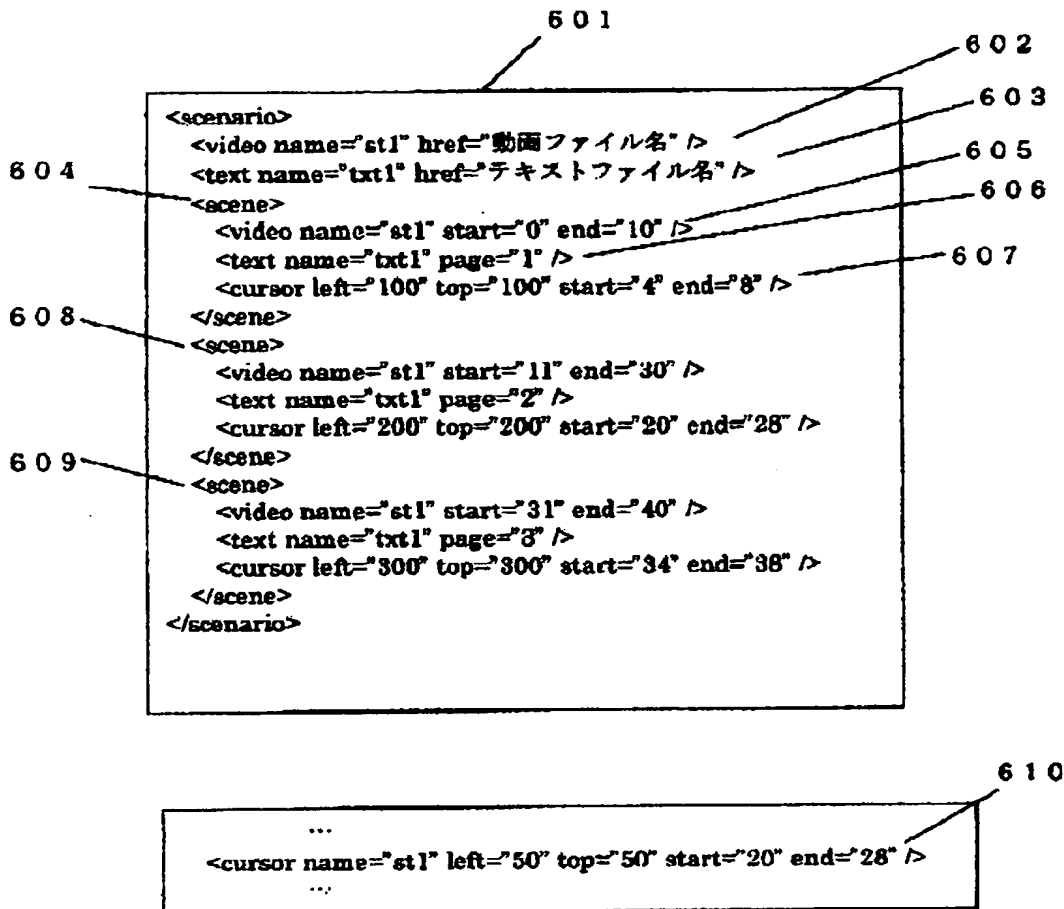 601
602
603
604
605
606
607
608
609
<scenario>
<video name="st1" href="動画ファイル名" />
<text name="txt1" href="テキストファイル名" />
<scene>
<video name="st1" start="0" end="10" />
<text name="txt1" page="1" />
<cursor left="100" top="100" start="4" end="8" />
</scene>
<scene>
<video name="st1" start="11" end="30" />
<text name="txt1" page="2" />
<cursor left="200" top="200" start="20" end="28" />
</scene>
<scene>
<video name="st1" start="31" end="40" />
<text name="txt1" page="3" />
<cursor left="300" top="300" start="34" end="38" />
</scene>
</scenario>
610
...
<cursor name="st1" left="50" top="50" start="20" end="28" />
...